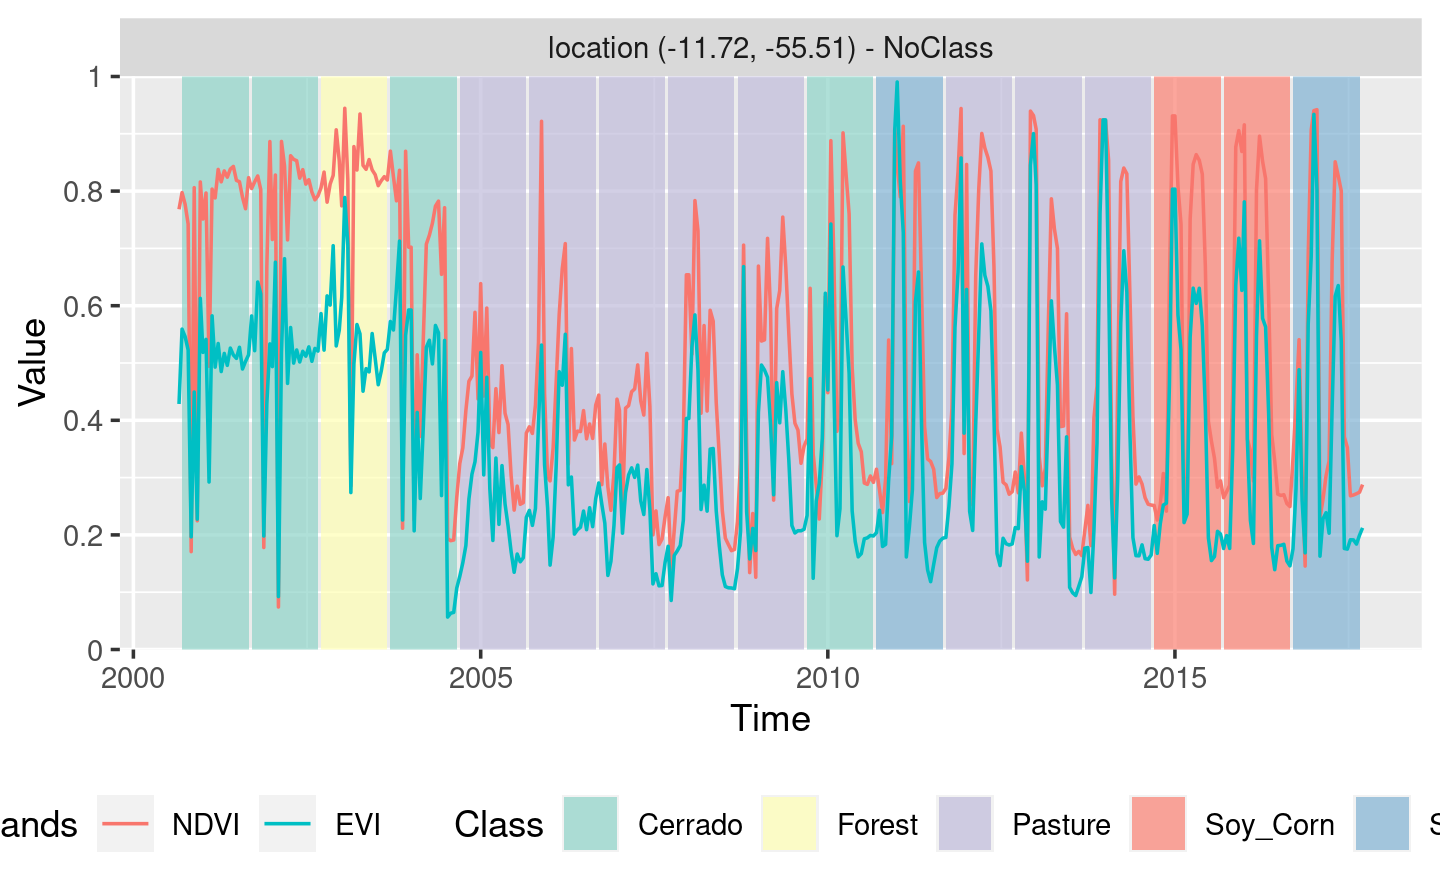 location (-11.72, -55.51) - NoClass
1
0.8
0.6
0.4
0.2
0
Value
2000 2005 2010 2015
Time
ands NDVI EVI Class Cerrado Forest Pasture Soy_Corn S